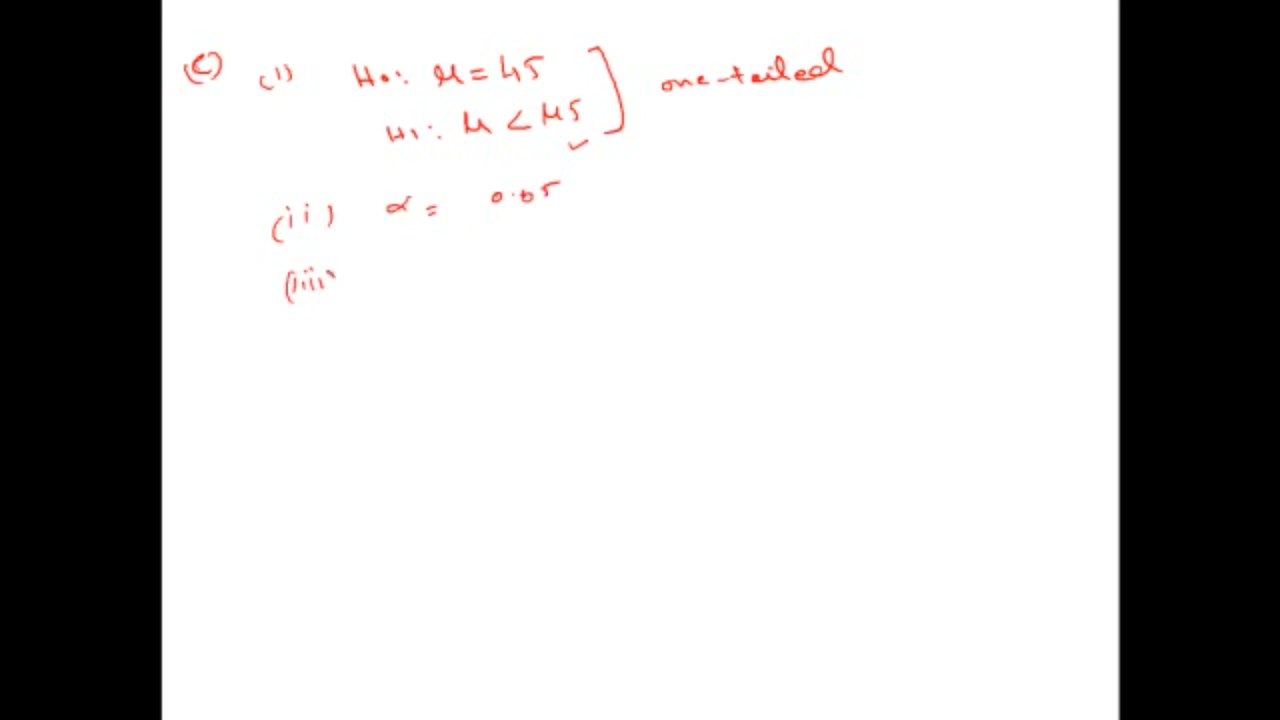 (C) (i) H0: μ = 45 ] one-tailed
H1: μ < 45
(ii) α = 0.05
(iii)